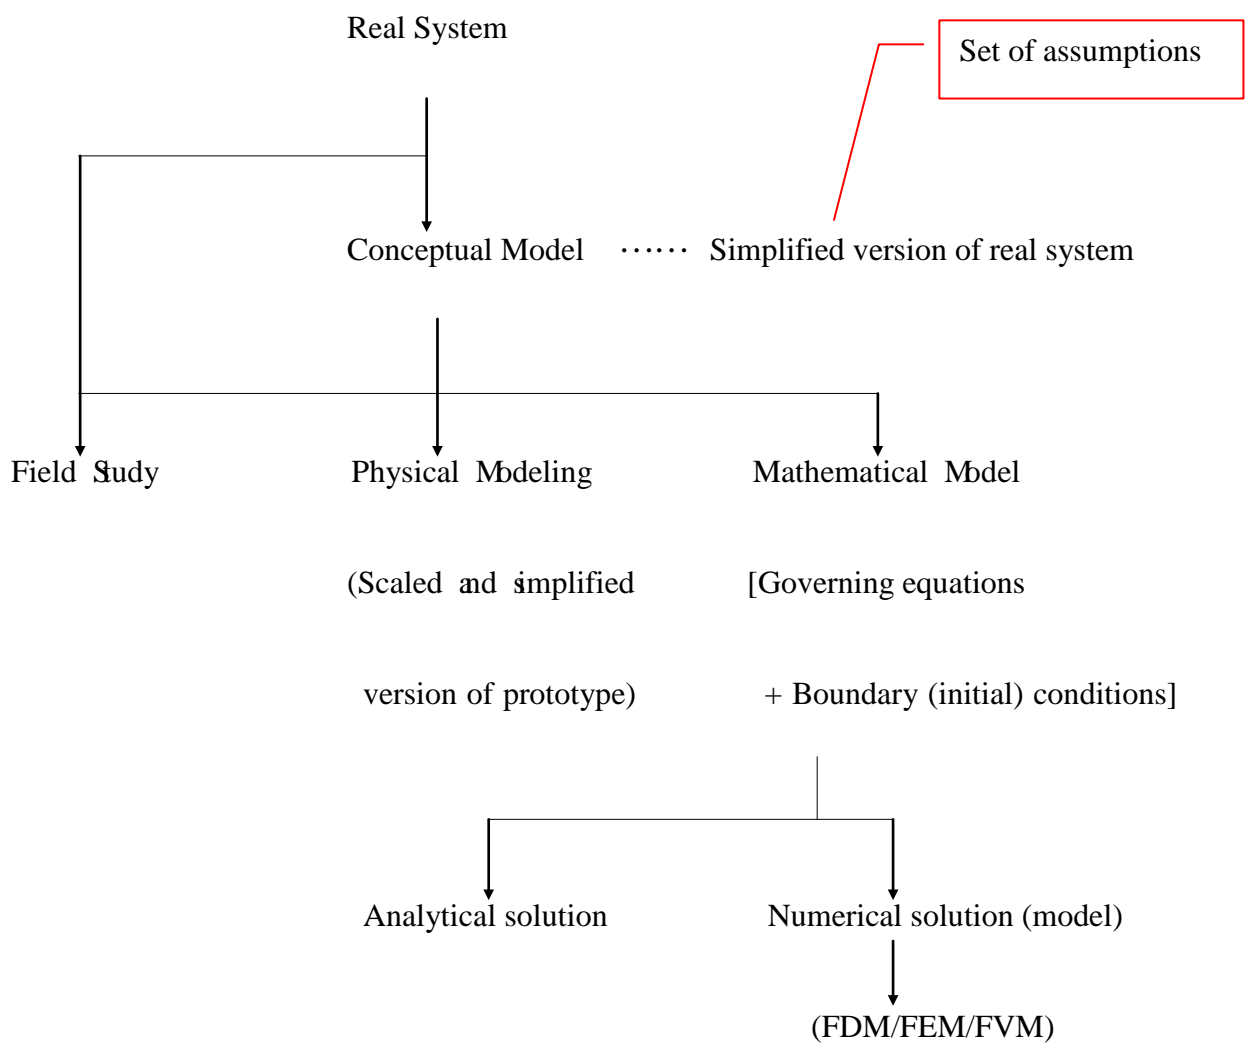 Real System
Set of assumptions
Conceptual Model ⋯⋯ Simplified version of real system
Field Study Physical Modeling Mathematical Model
(Scaled and simplified [Governing equations
version of prototype) + Boundary (initial) conditions]
Analytical solution Numerical solution (model)
(FDM/FEM/FVM)